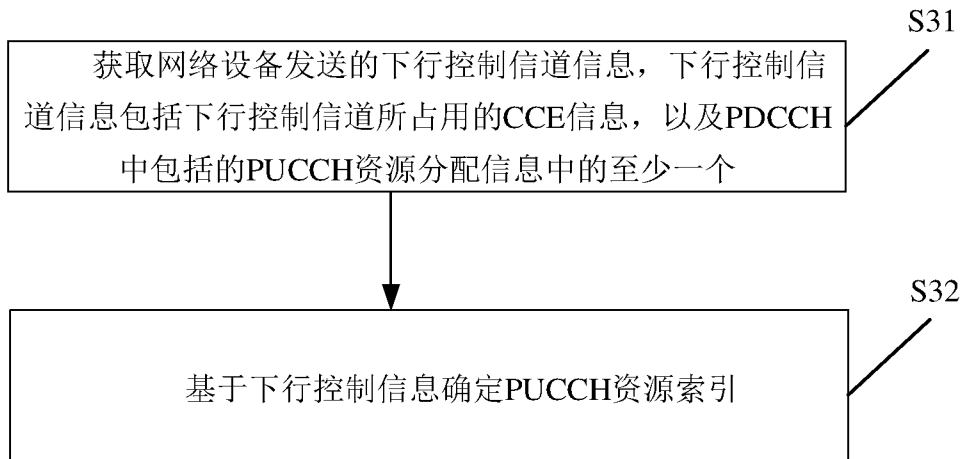 S31
获取网络设备发送的下行控制信道信息，下行控制信
道信息包括下行控制信道所占用的CCE信息，以及PDCCH
中包括的PUCCH资源分配信息中的至少一个
S32
基于下行控制信息确定PUCCH资源索引